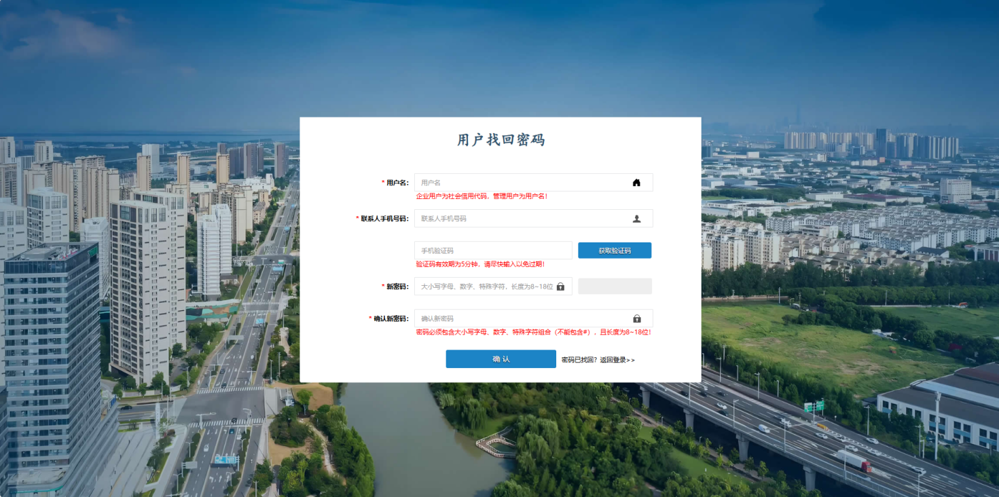 用户找回密码
* 用户名: 用户名
企业用户为社会信用代码，管理用户为用户名!
* 联系人手机号码: 联系人手机号码
手机验证码 获取验证码
验证码有效期为5分钟，请尽快输入以免过期!
* 新密码: 大小写字母、数字、特殊字符，长度为8~18位
* 确认新密码: 确认新密码
密码必须包含大小写字母、数字、特殊字符组合（不能包含#），且长度为8~18位!
确 认 密码已找回？返回登录>>